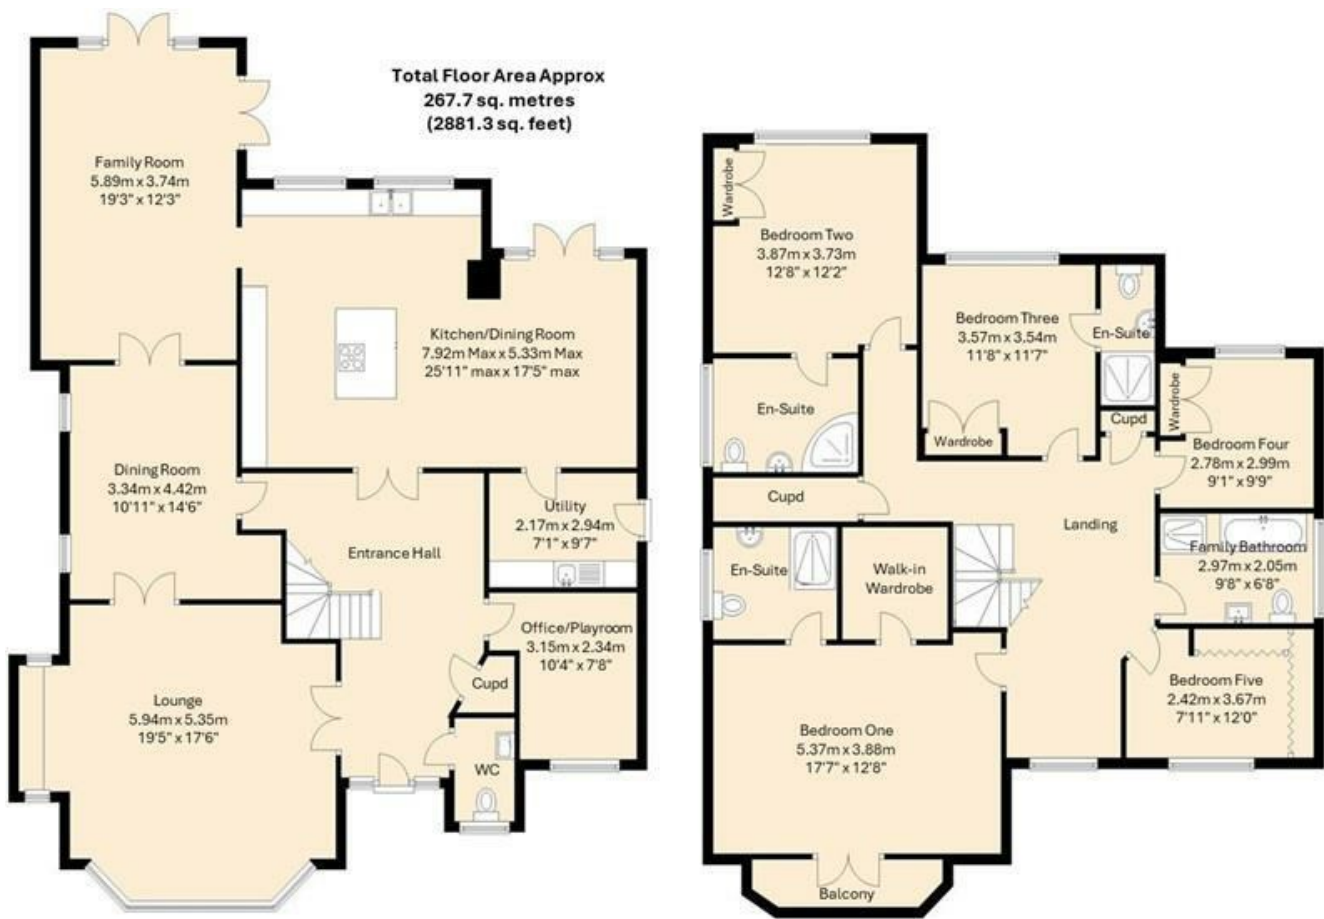 Total Floor Area Approx
267.7 sq. metres
(2881.3 sq. feet)
Family Room
5.89m x 3.74m
19'3" x 12'3"
Kitchen/Dining Room
7.92m Max x 5.33m Max
25'11" max x 17'5" max
Dining Room
3.34m x 4.42m
10'11" x 14'6"
Entrance Hall
Utility
2.17m x 2.94m
7'1" x 9'7"
Office/Playroom
3.15m x 2.34m
10'4" x 7'8"
Cupd
Lounge
5.94m x 5.35m
19'5" x 17'6"
WC
Wardrobe
Bedroom Two
3.87m x 3.73m
12'8" x 12'2"
Bedroom Three
3.57m x 3.54m
11'8" x 11'7"
En-Suite
Wardrobe
En-Suite
Wardrobe
Cupd
Bedroom Four
2.78m x 2.99m
9'1" x 9'9"
Cupd
Landing
En-Suite
Walk-in
Wardrobe
Family Bathroom
2.97m x 2.05m
9'8" x 6'8"
Bedroom Five
2.42m x 3.67m
7'11" x 12'0"
Bedroom One
5.37m x 3.88m
17'7" x 12'8"
Balcony